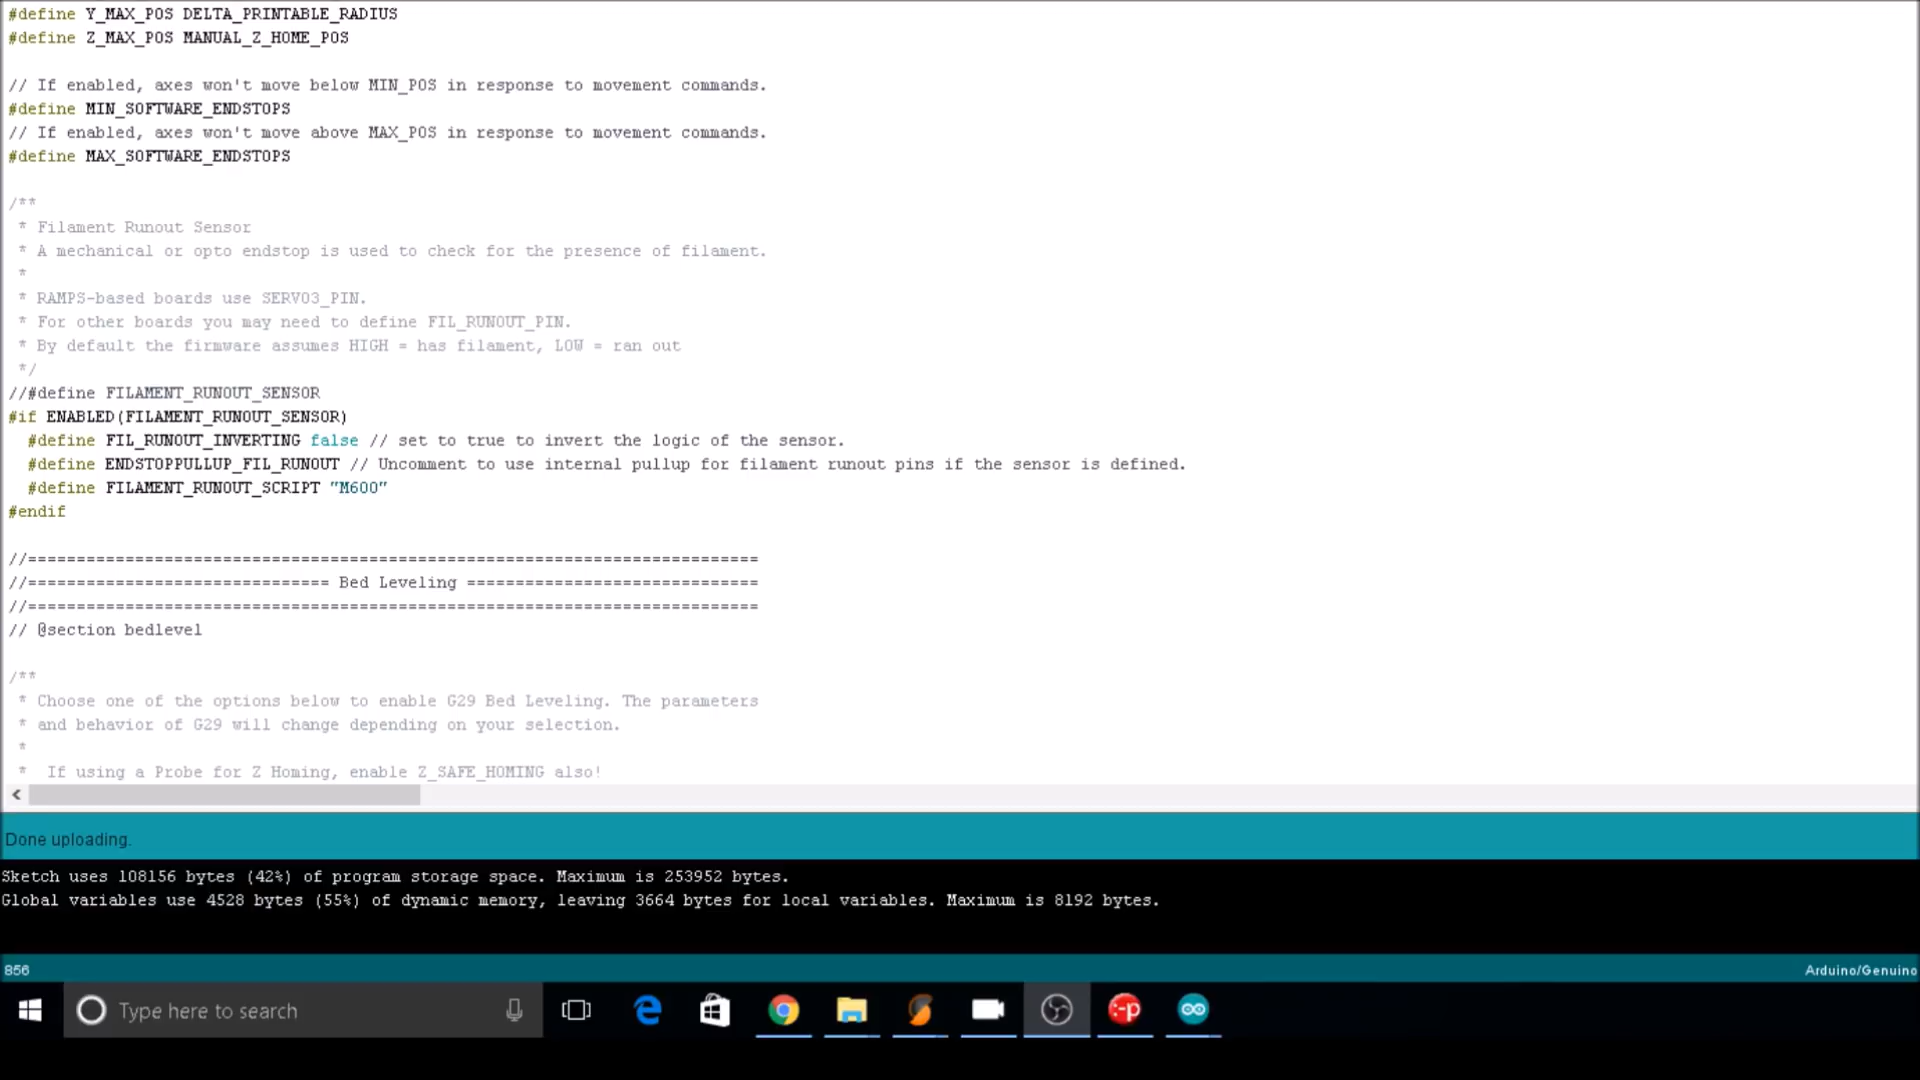 #define Y_MAX_POS DELTA_PRINTABLE_RADIUS
#define Z_MAX_POS MANUAL_Z_HOME_POS
// If enabled, axes won't move below MIN_POS in response to movement commands.
#define MIN_SOFTWARE_ENDSTOPS
// If enabled, axes won't move above MAX_POS in response to movement commands.
#define MAX_SOFTWARE_ENDSTOPS
/**
* Filament Runout Sensor
* A mechanical or opto endstop is used to check for the presence of filament.
*
* RAMPS-based boards use SERVO3_PIN.
* For other boards you may need to define FIL_RUNOUT_PIN.
* By default the firmware assumes HIGH = has filament, LOW = ran out
*/
//#define FILAMENT_RUNOUT_SENSOR
#if ENABLED(FILAMENT_RUNOUT_SENSOR)
#define FIL_RUNOUT_INVERTING false // set to true to invert the logic of the sensor.
#define ENDSTOPPULLUP_FIL_RUNOUT // Uncomment to use internal pullup for filament runout pins if the sensor is defined.
#define FILAMENT_RUNOUT_SCRIPT "M600"
#endif
//===========================================================================
//=============================== Bed Leveling ==============================
//===========================================================================
// @section bedlevel
/**
* Choose one of the options below to enable G29 Bed Leveling. The parameters
* and behavior of G29 will change depending on your selection.
*
* If using a Probe for Z Homing, enable Z_SAFE_HOMING also!
Done uploading.
Sketch uses 108156 bytes (42%) of program storage space. Maximum is 253952 bytes.
Global variables use 4528 bytes (55%) of dynamic memory, leaving 3664 bytes for local variables. Maximum is 8192 bytes.
856
Arduino/Genuino
Type here to search